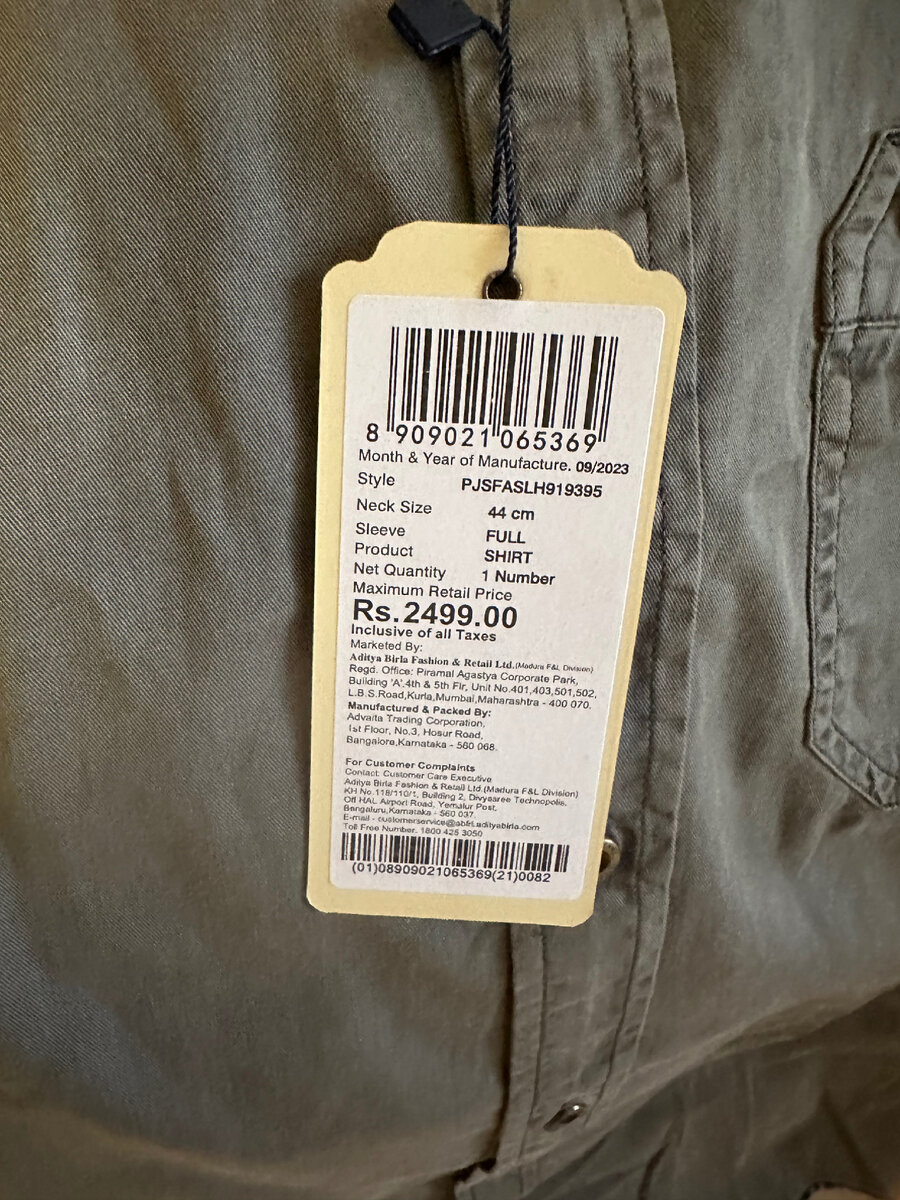 8 909021 065369
Month & Year of Manufacture. 09/2023
Style PJSFASLH919395
Neck Size 44 cm
Sleeve FULL
Product SHIRT
Net Quantity 1 Number
Maximum Retail Price
Rs.2499.00
Inclusive of all Taxes
Marketed By:
Aditya Birla Fashion & Retail Ltd.(Madura F&L Division)
Regd. Office: Piramal Agastya Corporate Park,
Building 'A',4th & 5th Flr, Unit No.401,403,501,502,
L.B.S.Road,Kurla,Mumbai,Maharashtra - 400 070.
Manufactured & Packed By:
Advaita Trading Corporation,
1st Floor, No.3, Hosur Road,
Bangalore,Karnataka - 560 068.
For Customer Complaints
Contact: Customer Care Executive
Aditya Birla Fashion & Retail Ltd.(Madura F&L Division)
KH No.118/110/1, Building 2, Divyasree Technopolis,
Off HAL Airport Road, Yemalur Post,
Bengaluru,Karnataka - 560 037.
E-mail - customerservice@abfrl.adityabirla.com
Toll Free Number. 1800 425 3050
(01)08909021065369(21)0082